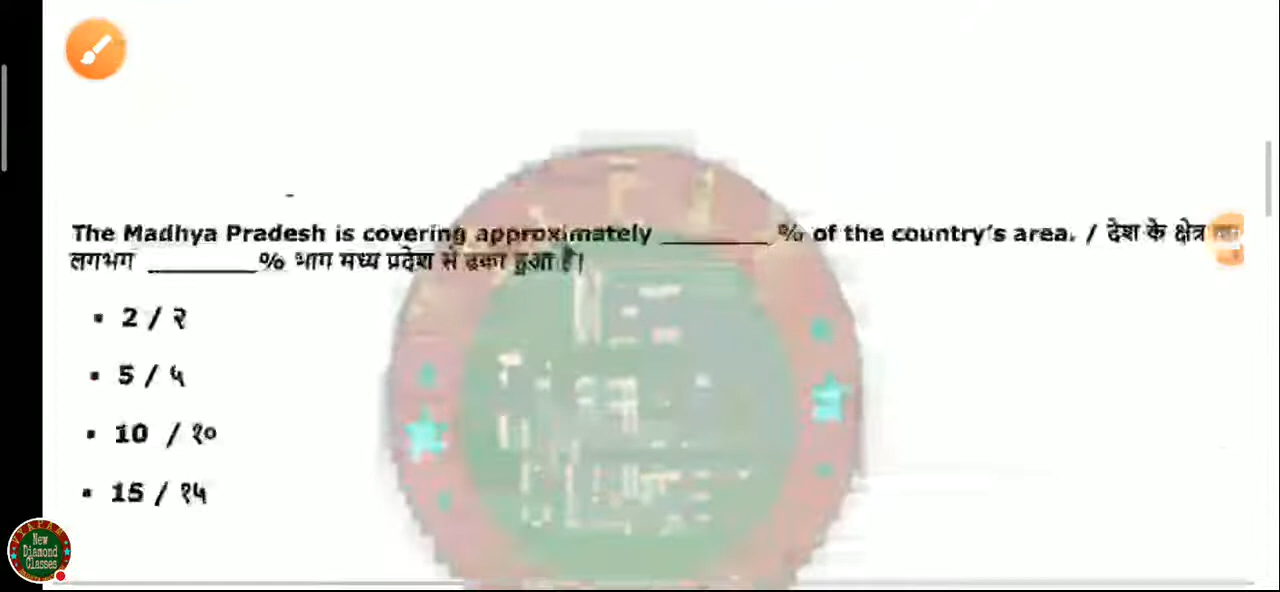 The Madhya Pradesh is covering approximately ________ % of the country's area. / देश के क्षेत्र का
लगभग ________% भाग मध्य प्रदेश से ढका हुआ है।
▪ 2 / २
▪ 5 / ५
▪ 10 / १०
▪ 15 / १५
VYAPAM
New
Diamond
Classes